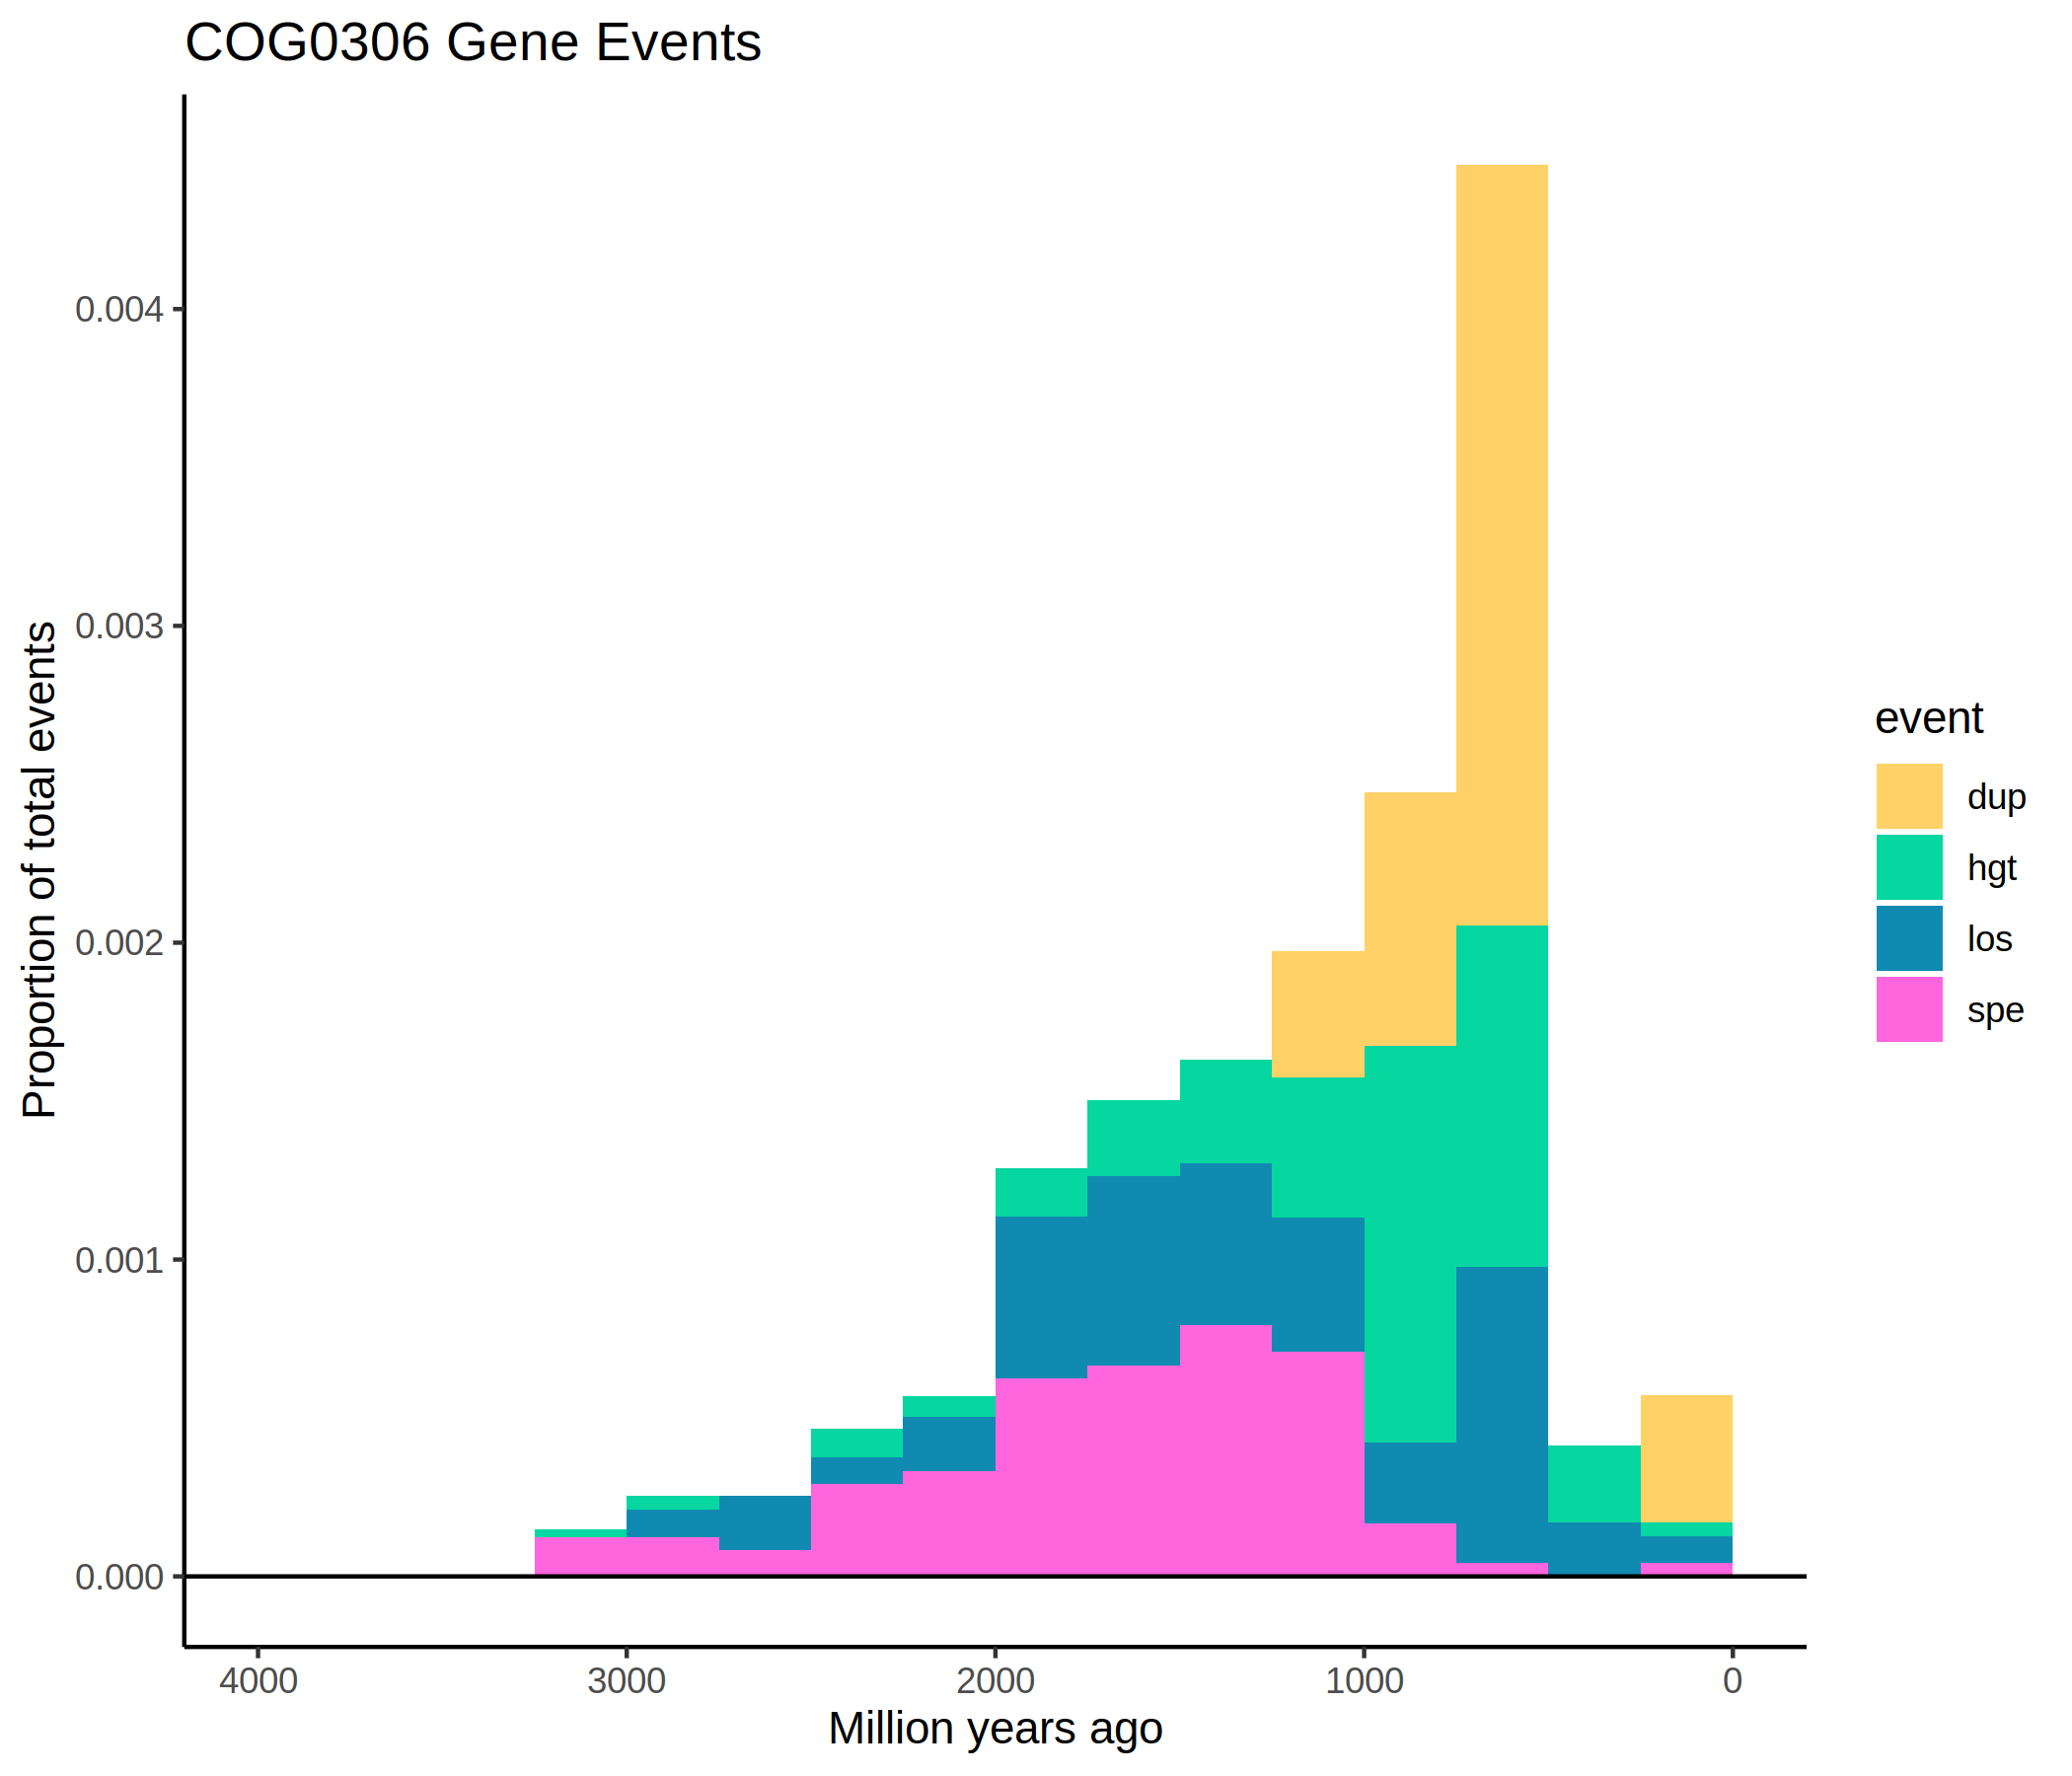 COG0306 Gene Events
Proportion of total events
0.004
0.003
0.002
0.001
0.000
4000 3000 2000 1000 0
Million years ago
event
dup
hgt
los
spe